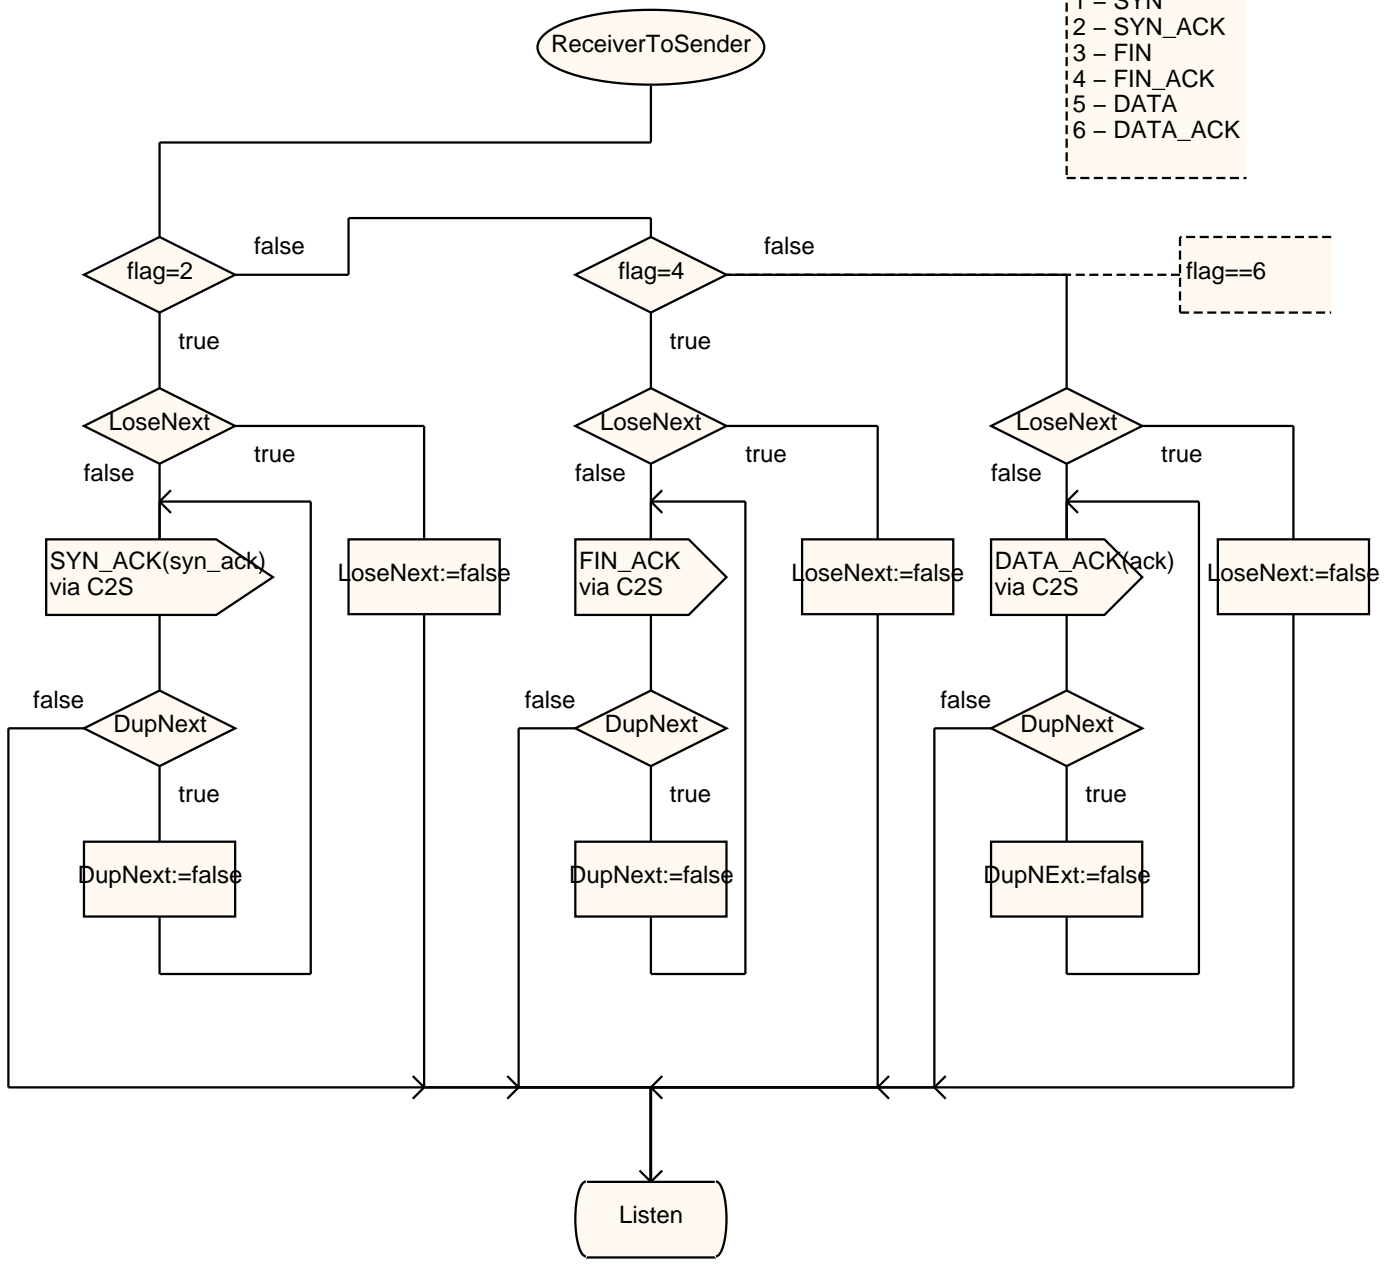 ReceiverToSender
1 – SYN
2 – SYN_ACK
3 – FIN
4 – FIN_ACK
5 – DATA
6 – DATA_ACK
flag=2
false
flag=4
false
flag==6
true
true
LoseNext
LoseNext
LoseNext
false
true
false
true
false
true
SYN_ACK(syn_ack)
via C2S
LoseNext:=false
FIN_ACK
via C2S
LoseNext:=false
DATA_ACK(ack)
via C2S
LoseNext:=false
false
DupNext
false
DupNext
false
DupNext
true
true
true
DupNext:=false
DupNext:=false
DupNExt:=false
Listen